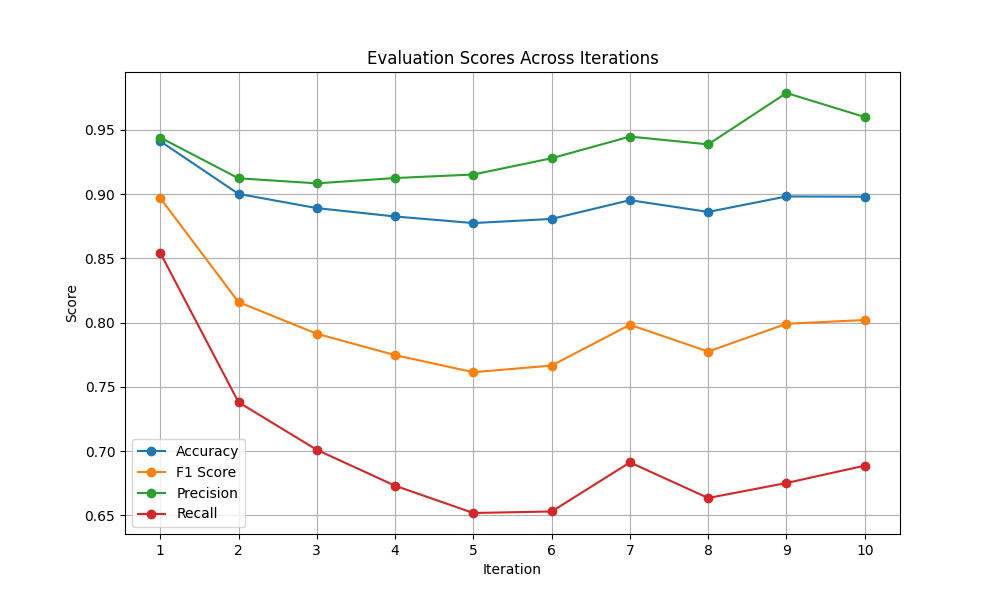 Evaluation Scores Across Iterations
Score
0.95
0.90
0.85
0.80
0.75
0.70
0.65
Accuracy
F1 Score
Precision
Recall
1 2 3 4 5 6 7 8 9 10
Iteration